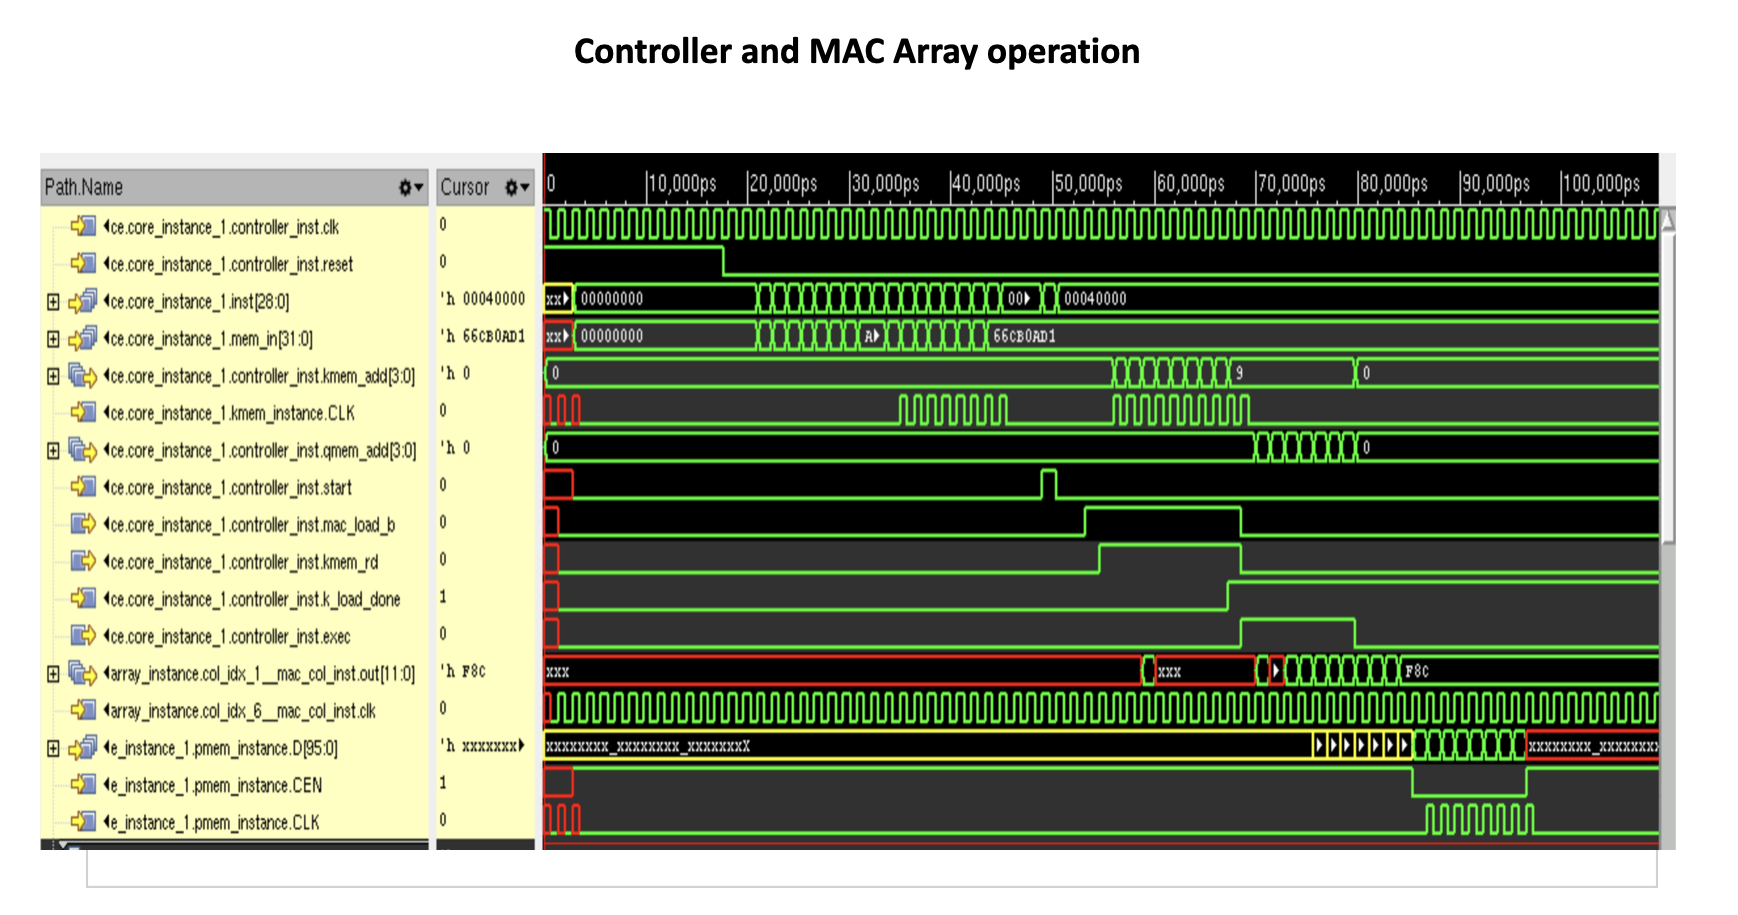 Controller and MAC Array operation
Path.Name Cursor 0 10,000ps 20,000ps 30,000ps 40,000ps 50,000ps 60,000ps 70,000ps 80,000ps 90,000ps 100,000ps
ce.core_instance_1.controller_inst.clk 0
ce.core_instance_1.controller_inst.reset 0
ce.core_instance_1.inst[28:0] 'h 00040000 xx 00000000 00 00040000
ce.core_instance_1.mem_in[31:0] 'h 66CB0AD1 xx 00000000 A 66CB0AD1
ce.core_instance_1.controller_inst.kmem_add[3:0] 'h 0 0 9 0
ce.core_instance_1.kmem_instance.CLK 0
ce.core_instance_1.controller_inst.qmem_add[3:0] 'h 0 0 0
ce.core_instance_1.controller_inst.start 0
ce.core_instance_1.controller_inst.mac_load_b 0
ce.core_instance_1.controller_inst.kmem_rd 0
ce.core_instance_1.controller_inst.k_load_done 1
ce.core_instance_1.controller_inst.exec 0
array_instance.col_idx_1__mac_col_inst.out[11:0] 'h F8C xxx xxx F8C
array_instance.col_idx_6__mac_col_inst.clk 0
e_instance_1.pmem_instance.D[95:0] 'h xxxxxxx xxxxxxxx_xxxxxxxx_xxxxxxxX xxxxxxxx_xxxxxxxx
e_instance_1.pmem_instance.CEN 1
e_instance_1.pmem_instance.CLK 0